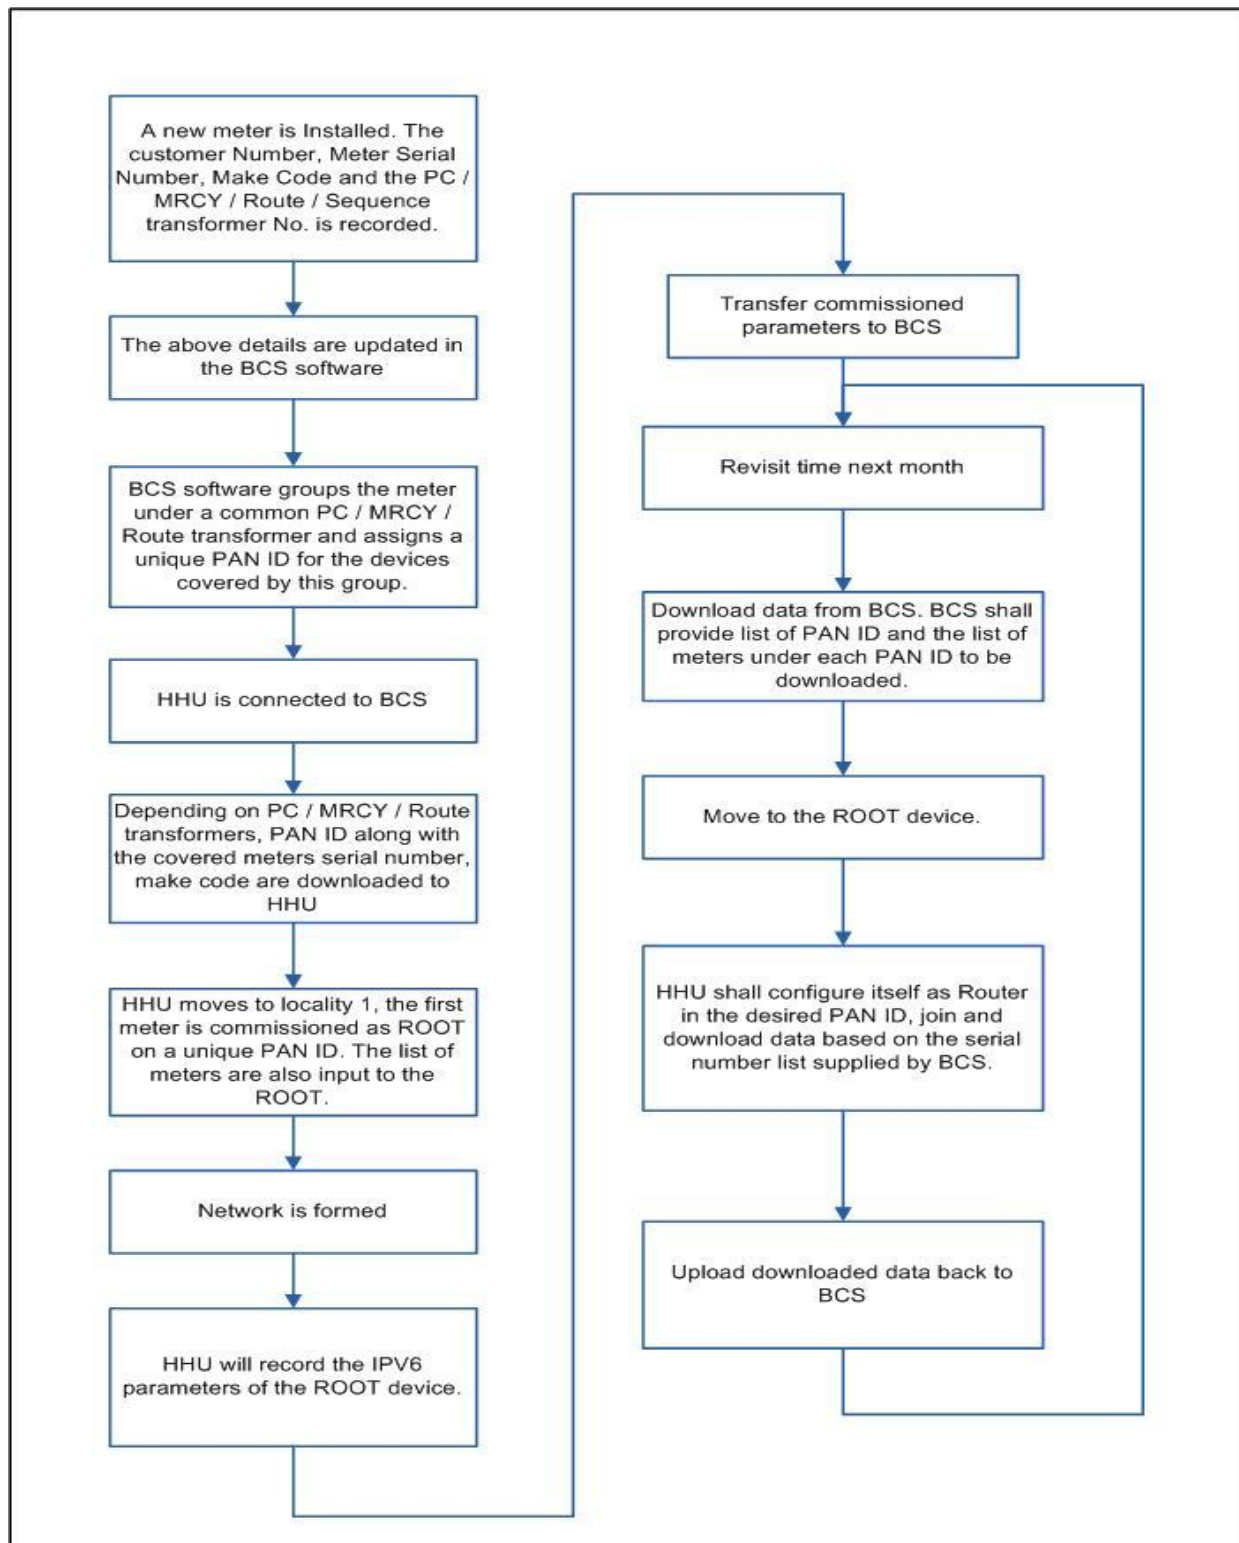 A new meter is Installed. The
customer Number, Meter Serial
Number, Make Code and the PC /
MRCY / Route / Sequence
transformer No. is recorded.
The above details are updated in
the BCS software
BCS software groups the meter
under a common PC / MRCY /
Route transformer and assigns a
unique PAN ID for the devices
covered by this group.
HHU is connected to BCS
Depending on PC / MRCY / Route
transformers, PAN ID along with
the covered meters serial number,
make code are downloaded to
HHU
HHU moves to locality 1, the first
meter is commissioned as ROOT
on a unique PAN ID. The list of
meters are also input to the
ROOT.
Network is formed
HHU will record the IPV6
parameters of the ROOT device.
Transfer commissioned
parameters to BCS
Revisit time next month
Download data from BCS. BCS shall
provide list of PAN ID and the list of
meters under each PAN ID to be
downloaded.
Move to the ROOT device.
HHU shall configure itself as Router
in the desired PAN ID, join and
download data based on the serial
number list supplied by BCS.
Upload downloaded data back to
BCS